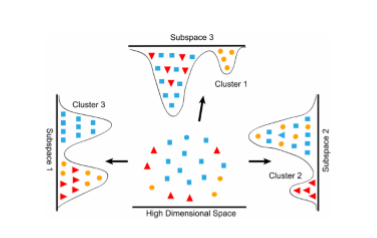 Subspace 3
Cluster 1
Cluster 3
Subspace 1
Subspace 2
Cluster 2
High Dimensional Space